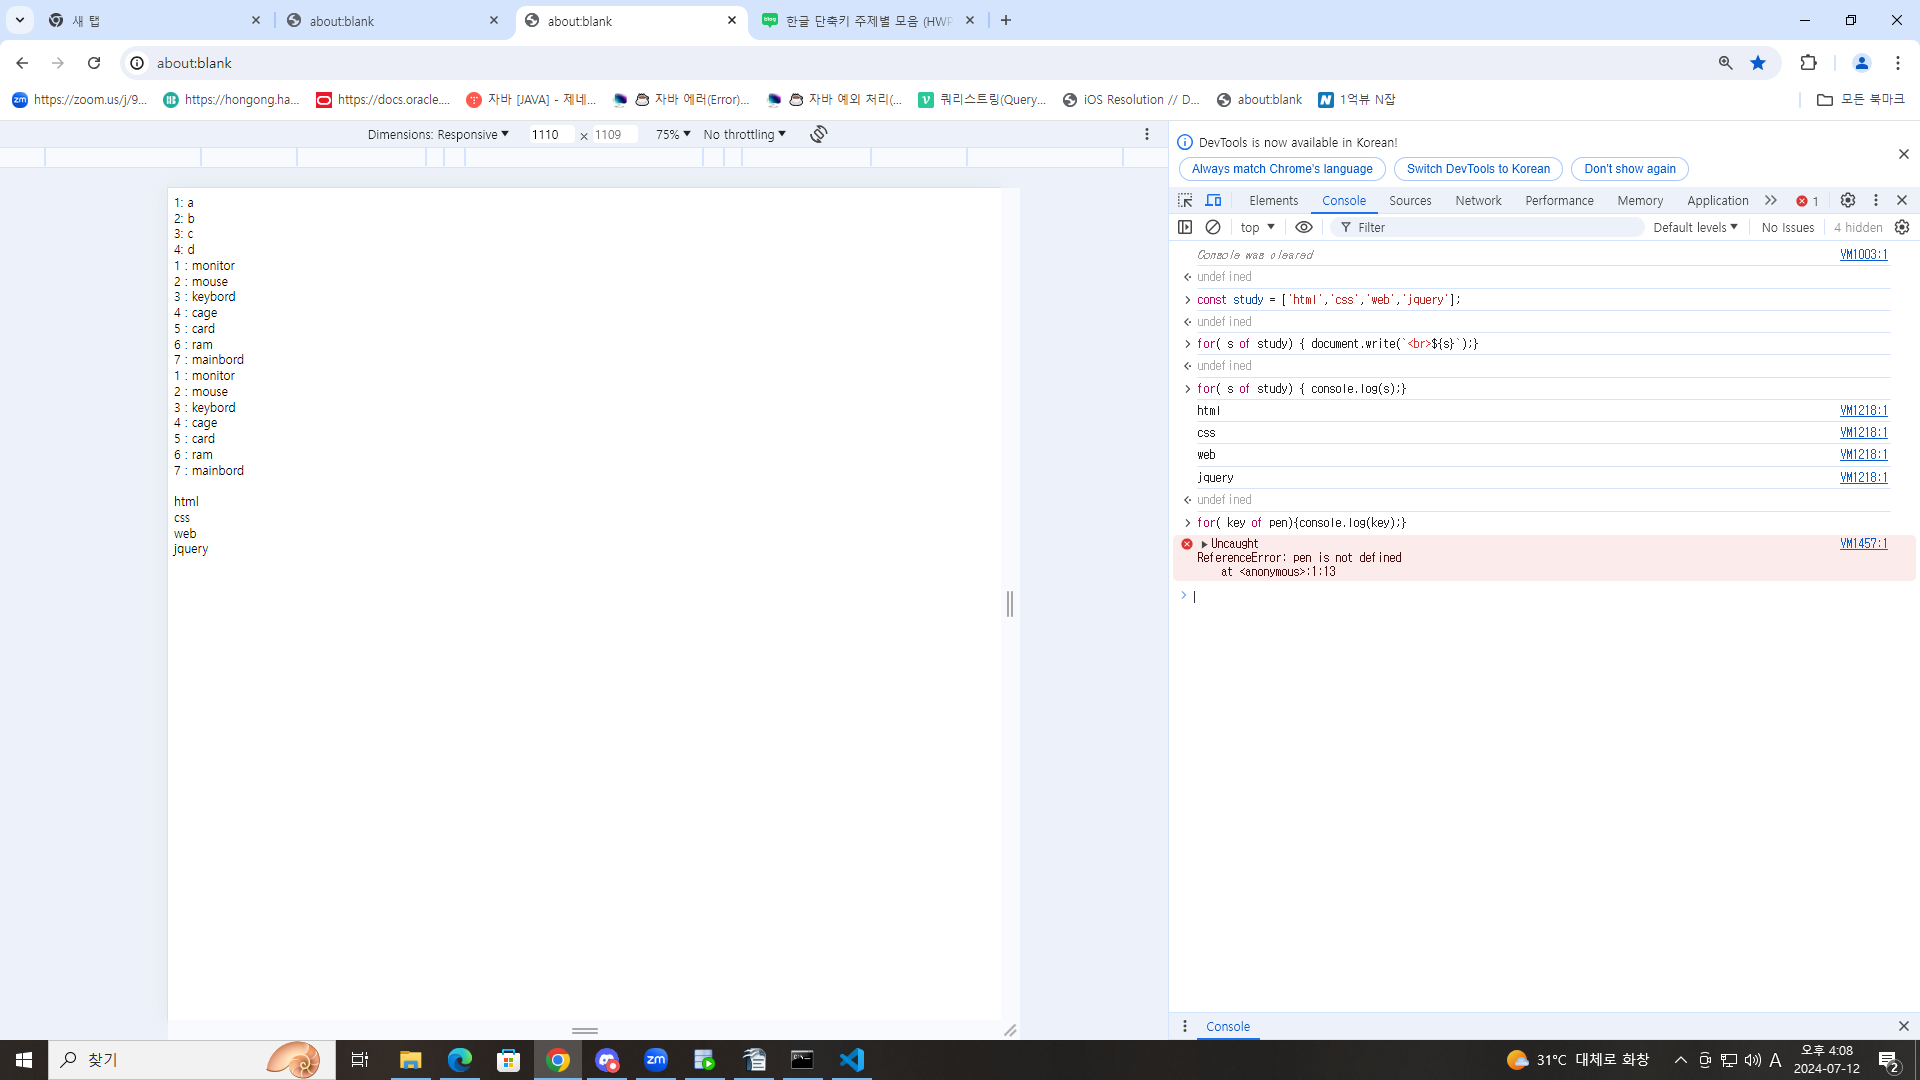 새 탭
about:blank
about:blank
한글 단축키 주제별 모음 (HWP
about:blank
https://zoom.us/j/9...
https://hongong.ha...
https://docs.oracle....
자바 [JAVA] - 제네...
자바 에러(Error)...
자바 예외 처리(...
쿼리스트링(Query...
iOS Resolution // D...
about:blank
1억뷰 N잡
모든 북마크
Dimensions: Responsive
1110 × 1109
75%
No throttling
1: a
2: b
3: c
4: d
1 : monitor
2 : mouse
3 : keybord
4 : cage
5 : card
6 : ram
7 : mainbord
1 : monitor
2 : mouse
3 : keybord
4 : cage
5 : card
6 : ram
7 : mainbord
html
css
web
jquery
DevTools is now available in Korean!
Always match Chrome's language
Switch DevTools to Korean
Don't show again
Elements
Console
Sources
Network
Performance
Memory
Application
1
top
Filter
Default levels
No Issues
4 hidden
Console was cleared VM1003:1
undefined
const study = ['html','css','web','jquery'];
undefined
for( s of study) { document.write(`<br>${s}`);}
undefined
for( s of study) { console.log(s);}
html VM1218:1
css VM1218:1
web VM1218:1
jquery VM1218:1
undefined
for( key of pen){console.log(key);}
Uncaught VM1457:1
ReferenceError: pen is not defined
at <anonymous>:1:13
Console
찾기
31°C 대체로 화창
A
오후 4:08
2024-07-12
2